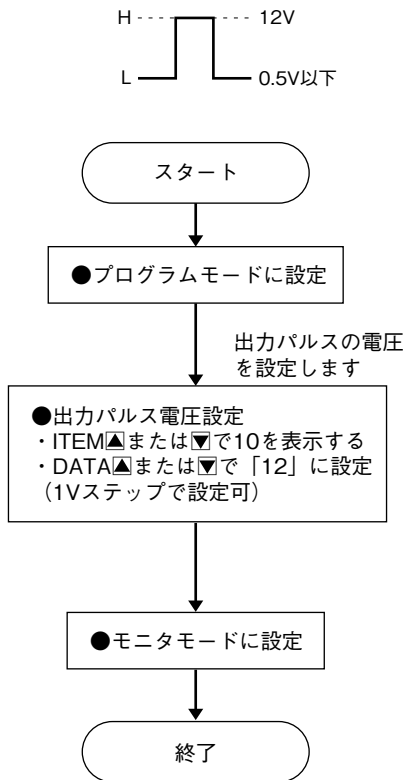 H 12V
L 0.5V以下
スタート
●プログラムモードに設定
出力パルスの電圧
を設定します
●出力パルス電圧設定
・ITEM▲または▼で10を表示する
・DATA▲または▼で「12」に設定
（1Vステップで設定可）
●モニタモードに設定
終了